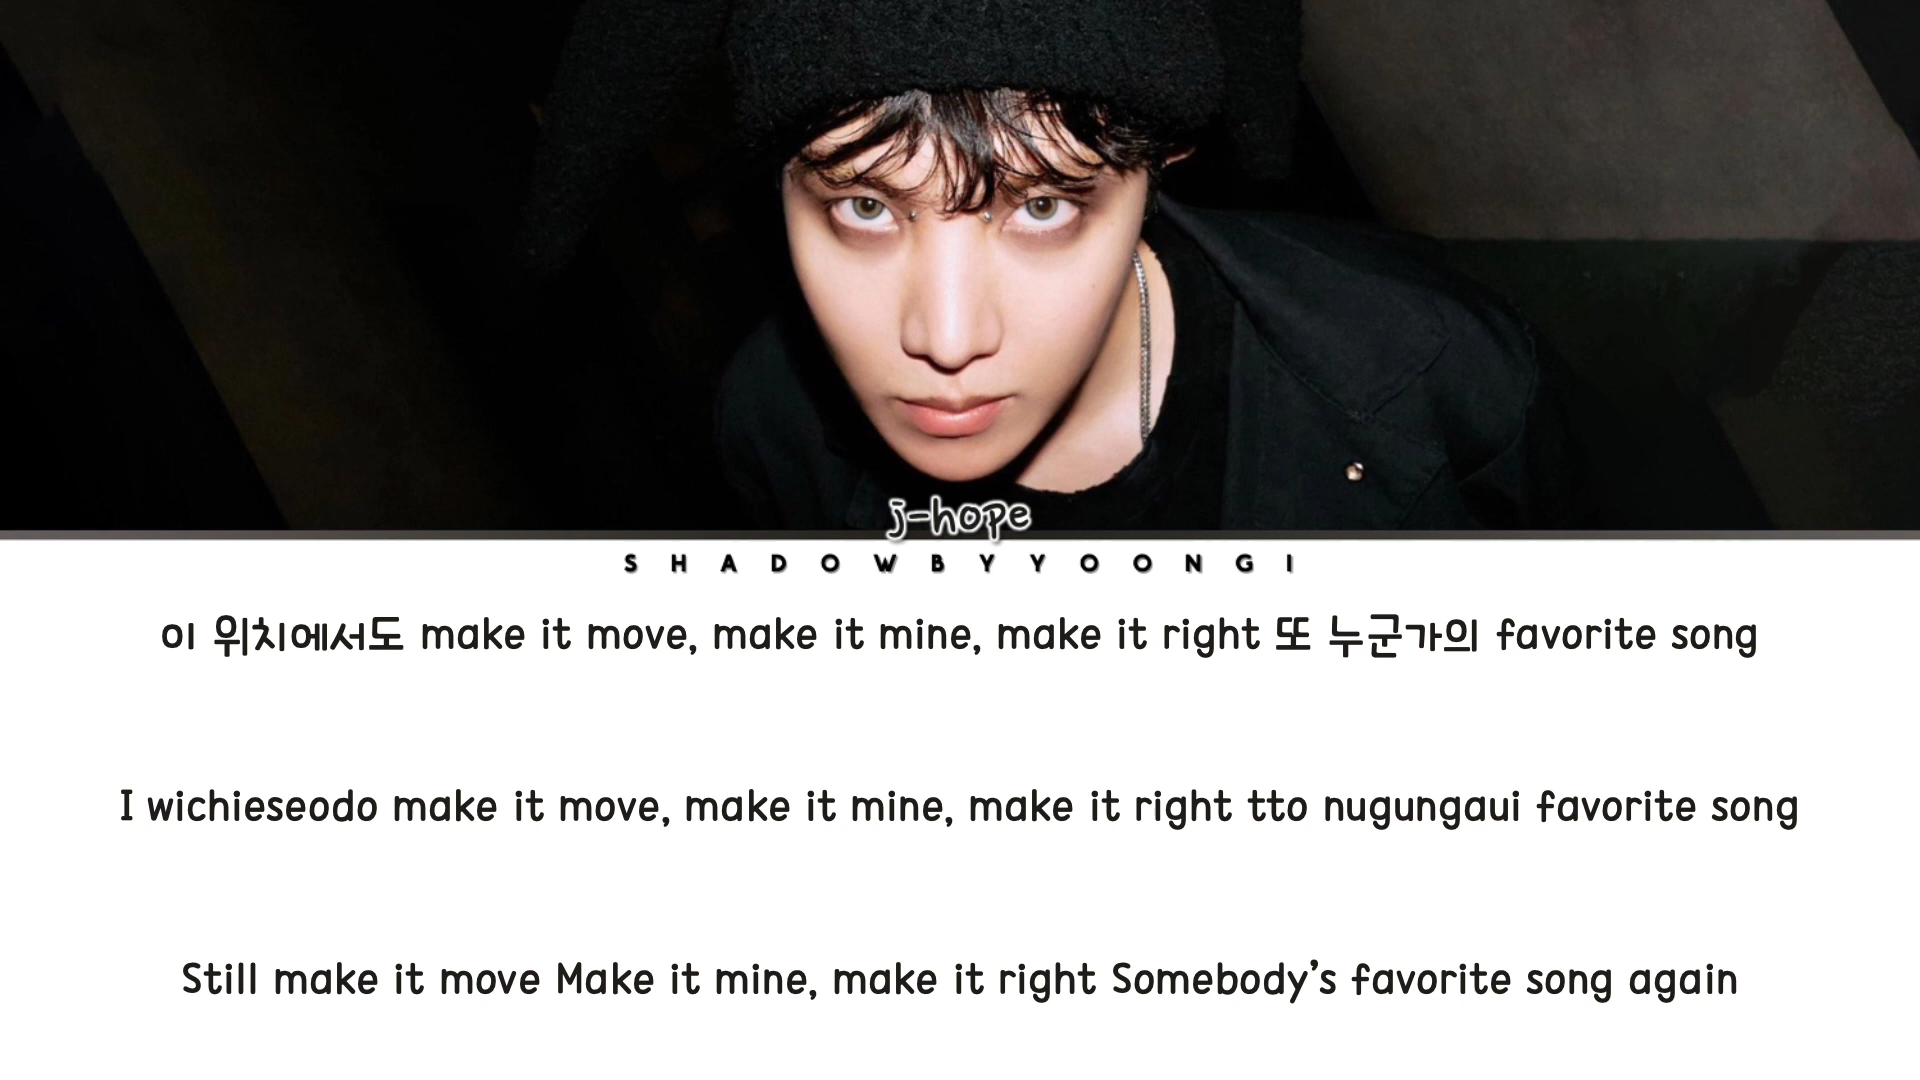 j-hope
SHADOWBYYOONGI
이 위치에서도 make it move, make it mine, make it right 또 누군가의 favorite song
I wichieseodo make it move, make it mine, make it right tto nugungaui favorite song
Still make it move Make it mine, make it right Somebody's favorite song again